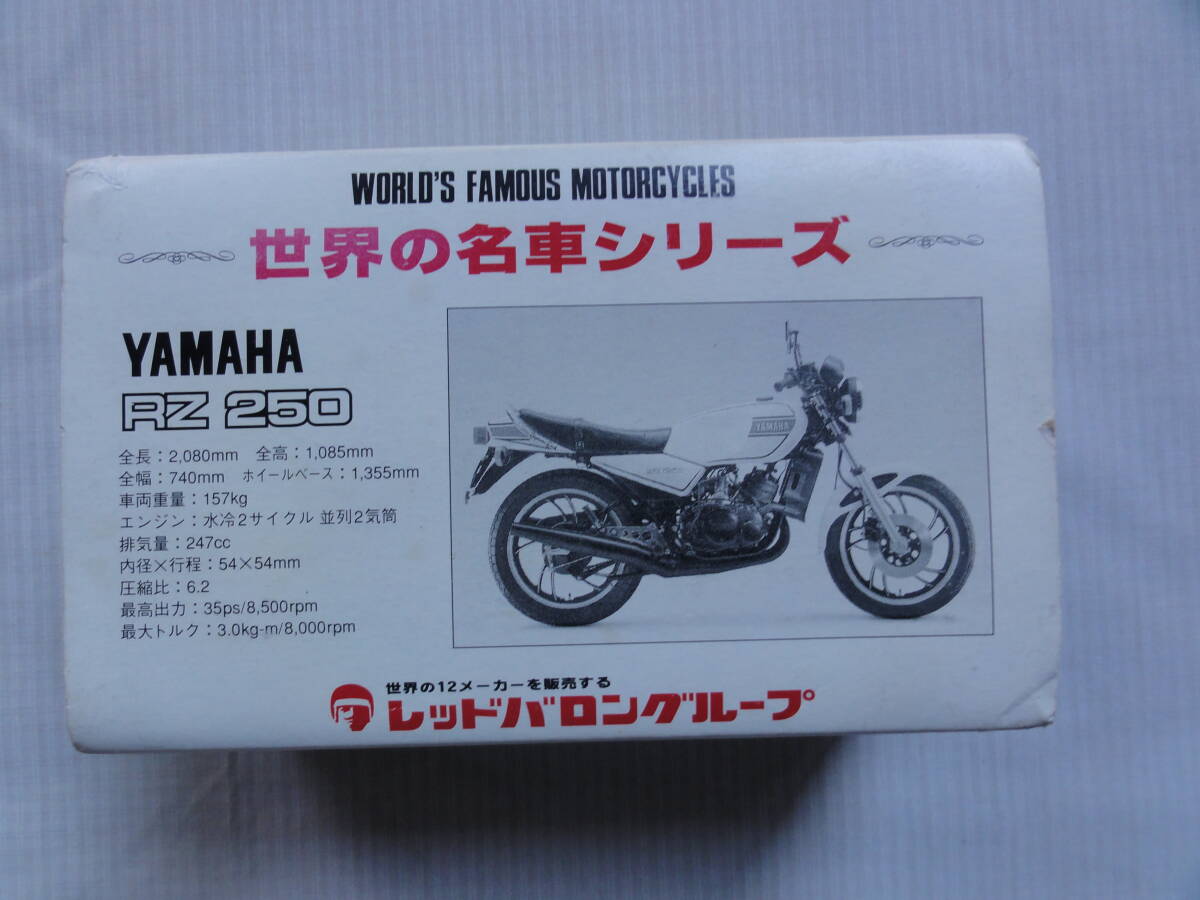 WORLD'S FAMOUS MOTORCYCLES
世界の名車シリーズ
YAMAHA
RZ 250
全長：2,080mm 全高：1,085mm
全幅：740mm ホイールベース：1,355mm
車両重量：157kg
エンジン：水冷2サイクル 並列2気筒
排気量：247cc
内径×行程：54×54mm
圧縮比：6.2
最高出力：35ps/8,500rpm
最大トルク：3.0kg-m/8,000rpm
YAMAHA
世界の12メーカーを販売する
レッドバロングループ